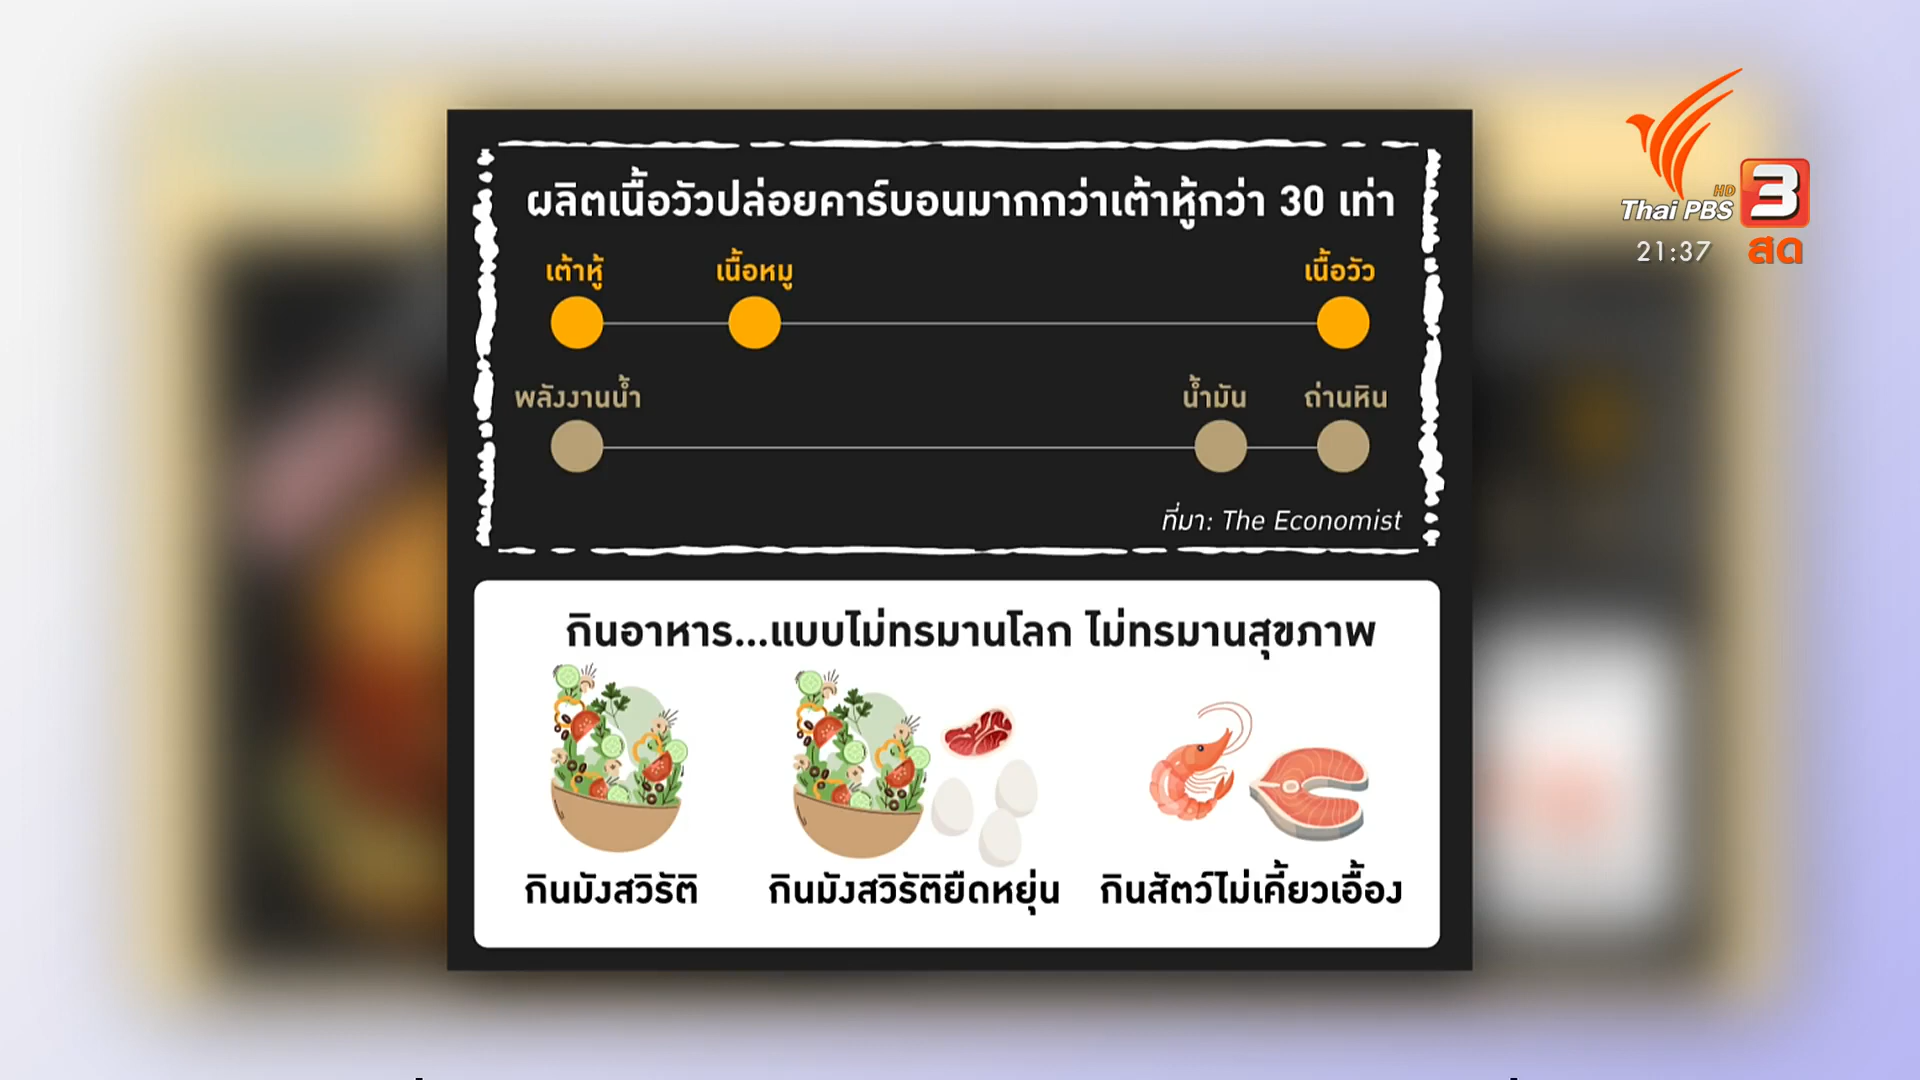 ผลิตเนื้อวัวปล่อยคาร์บอนมากกว่าเต้าหู้กว่า 30 เท่า
เต้าหู้ เนื้อหมู เนื้อวัว
พลังงานน้ำ น้ำมัน ถ่านหิน
ที่มา: The Economist
กินอาหาร...แบบไม่ทรมานโลก ไม่ทรมานสุขภาพ
กินมังสวิรัติ กินมังสวิรัติยืดหยุ่น กินสัตว์ไม่เคี้ยวเอื้อง
HD
Thai PBS 3
21:37 สด